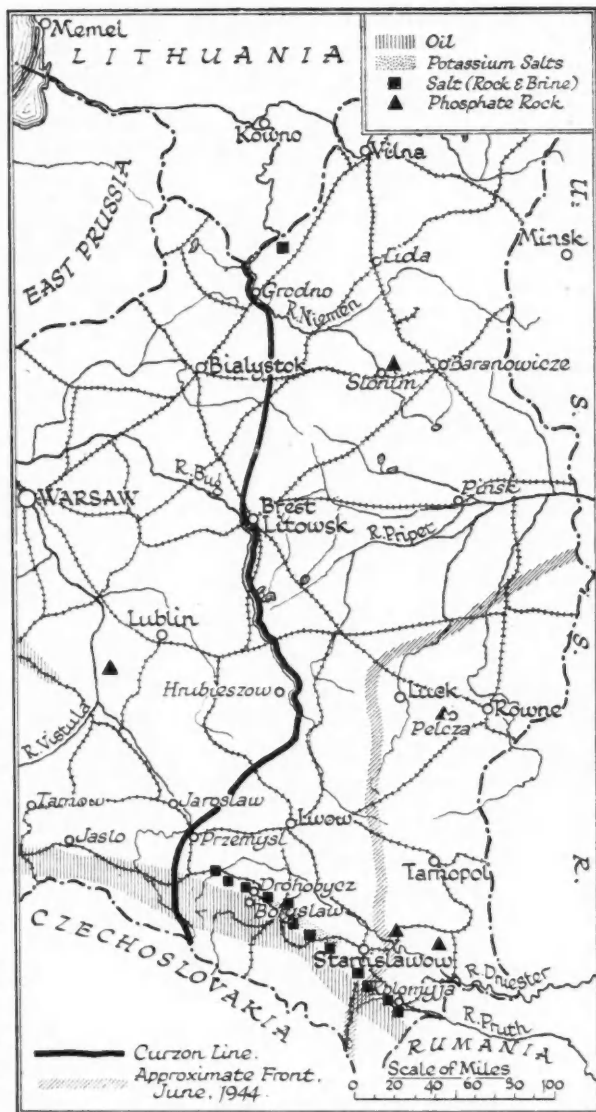 Memel
LITHUANIA
Oil
Potassium Salts
Salt (Rock & Brine)
Phosphate Rock
Kowno
Vilna
U.
EAST PRUSSIA
Minsk
Lida
Grodno
R.Niemen
Bialystok
Slonim
Baranowicze
S.
R.Bug
Pinsk
WARSAW
Brest
Litowsk
R.Pripet
Lublin
S.
Hrubieszow
Luck
Rowne
Pelcza
R.Vistula
Tarnow
Jaroslaw
Lwow
Jaslo
Przemysl
Tarnopol
R.
Drohobycz
Boryslaw
CZECHOSLOVAKIA
Stanislawow
R.Dniester
Kolomyja
R.Pruth
RUMANIA
Curzon Line.
Approximate Front,
June, 1944.
Scale of Miles
0 20 40 60 100